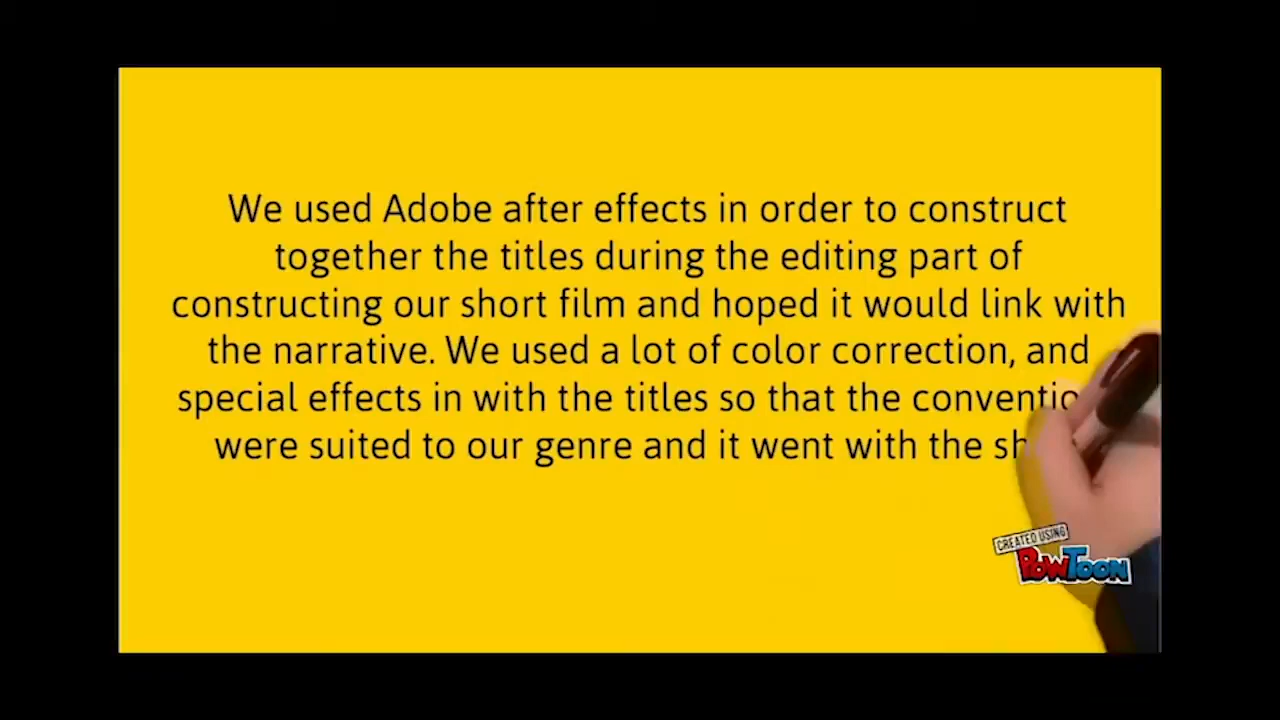 We used Adobe after effects in order to construct
together the titles during the editing part of
constructing our short film and hoped it would link with
the narrative. We used a lot of color correction, and
special effects in with the titles so that the
were suited to our genre and it went with the
CREATED USING
POWTOON